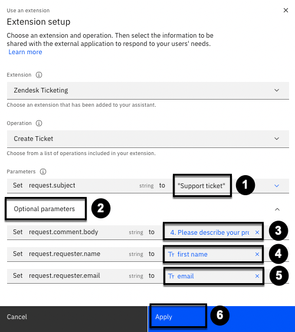 Use an extension
Extension setup
Choose an extension and operation. Then select the information to be shared with the external application to respond to your users' needs.
Learn more
Extension
Zendesk Ticketing
Choose an extension that has been added to your assistant.
Operation
Create Ticket
Choose from a list of operations included in your extension.
Parameters
Set request.subject string to "Support ticket" 1
Optional parameters 2
Set request.comment.body string to 4. Please describe your pr 3
Set request.requester.name string to Tr first name 4
Set request.requester.email string to Tr email 5
Cancel Apply 6